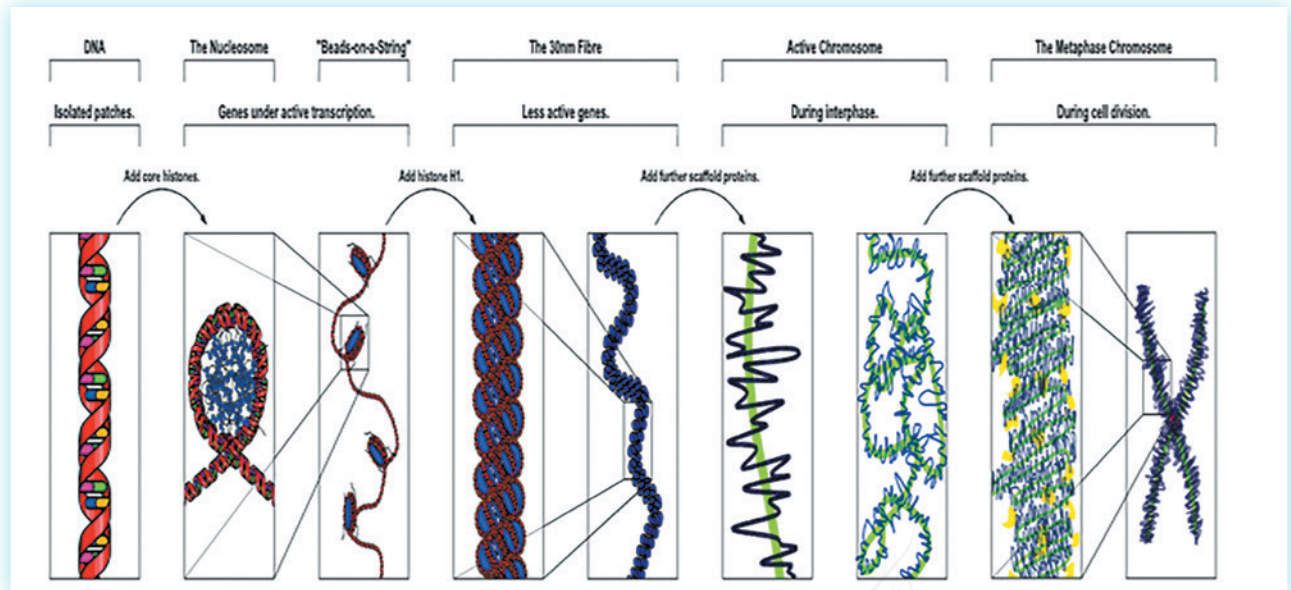 DNA
The Nucleosome
"Beads-on-a-String"
The 30nm Fibre
Active Chromosome
The Metaphase Chromosome
Isolated patches.
Genes under active transcription.
Less active genes.
During interphase.
During cell division.
Add core histones.
Add histone H1.
Add further scaffold proteins.
Add further scaffold proteins.